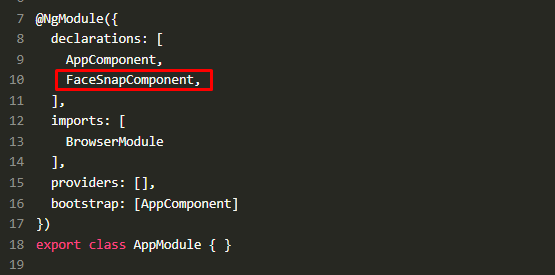 7 @NgModule({
8 declarations: [
9 AppComponent,
10 FaceSnapComponent,
11 ],
12 imports: [
13 BrowserModule
14 ],
15 providers: [],
16 bootstrap: [AppComponent]
17 })
18 export class AppModule { }
19